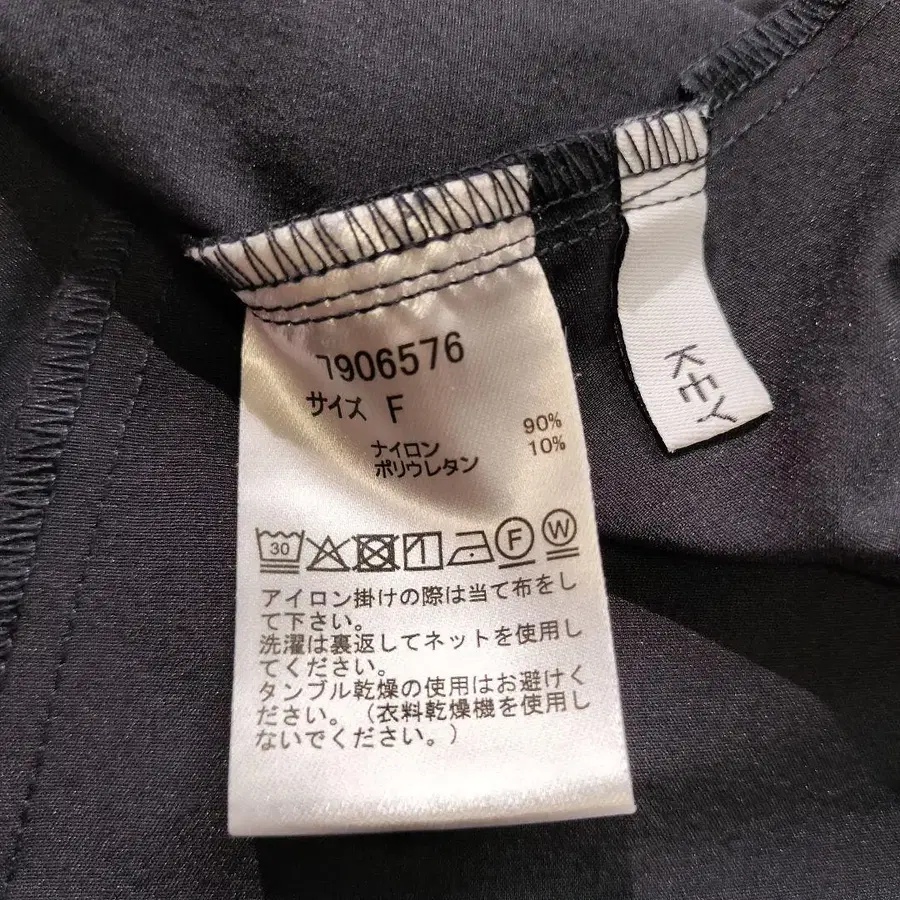 7906576
サイズ F
ナイロン 90%
ポリウレタン 10%
30 F W
アイロン掛けの際は当て布をし
て下さい。
洗濯は裏返してネットを使用し
てください。
タンブル乾燥の使用はお避けく
ださい。(衣料乾燥機を使用し
ないでください。)
KEY